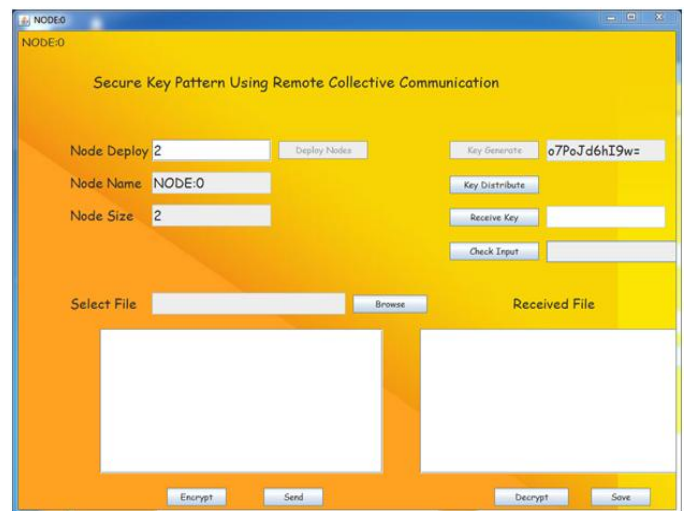 NODE:0
NODE:0
Secure Key Pattern Using Remote Collective Communication
Node Deploy 2 Deploy Nodes Key Generate o7PoJd6hI9w=
Node Name NODE:0 Key Distribute
Node Size 2 Receive Key
Check Input
Select File Browse Received File
Encrypt Send Decrypt Save